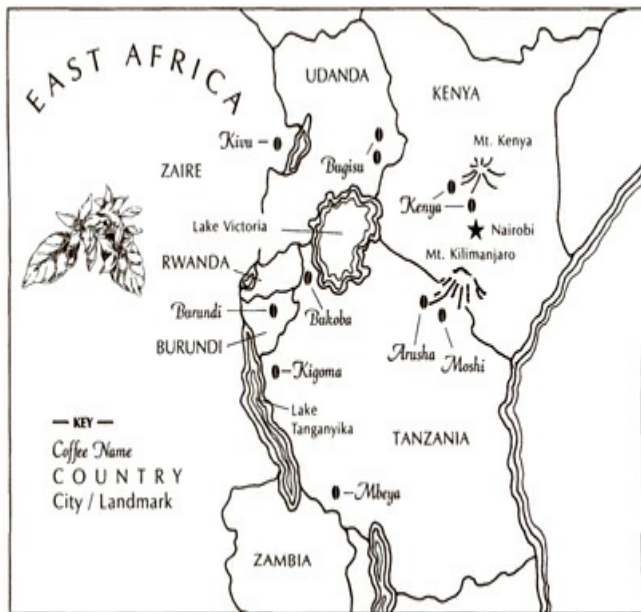 EAST AFRICA
UDANDA
KENYA
Kivu
Bugisu
Mt. Kenya
ZAIRE
Kenya
Lake Victoria
Nairobi
Mt. Kilimanjaro
RWANDA
Bakoba
Burundi
BURUNDI
Arusha
Moshi
Kigoma
Lake
Tanganyika
TANZANIA
KEY
Coffee Name
COUNTRY
City / Landmark
Mbeya
ZAMBIA